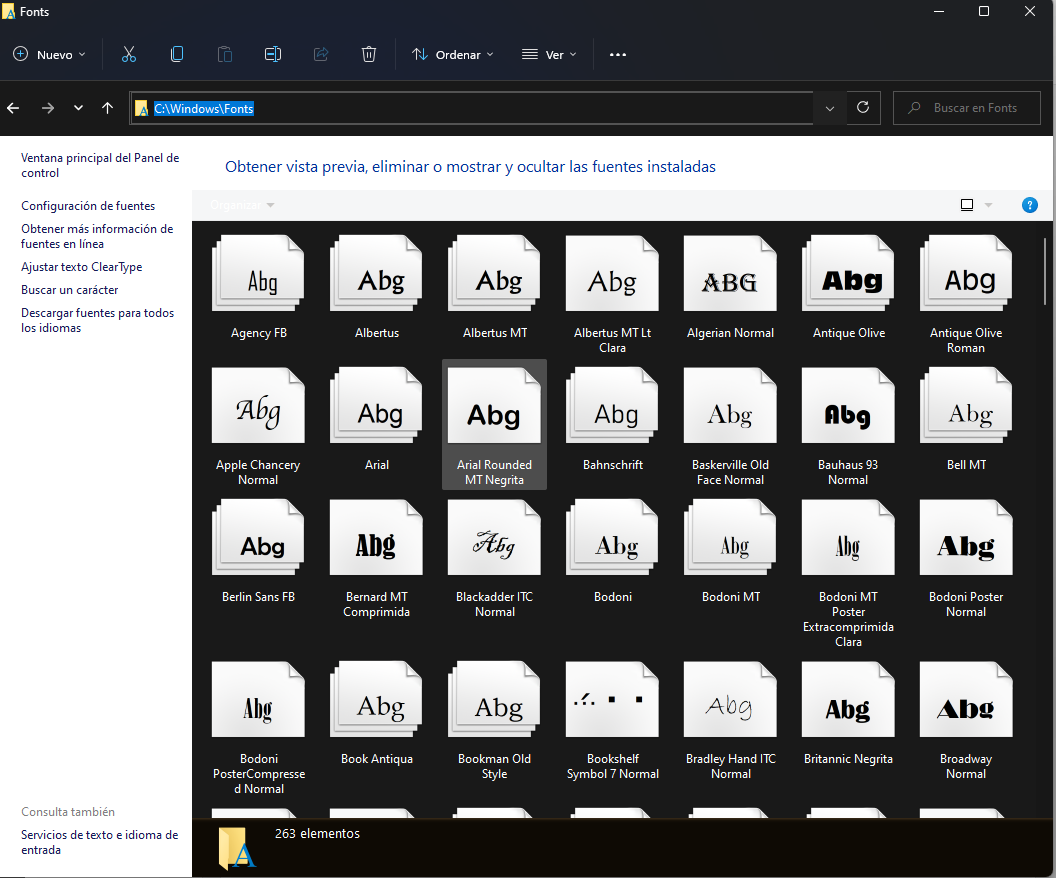 Fonts
Nuevo
Ordenar
Ver
C:\Windows\Fonts
Buscar en Fonts
Ventana principal del Panel de
control
Configuración de fuentes
Obtener más información de
fuentes en línea
Ajustar texto ClearType
Buscar un carácter
Descargar fuentes para todos
los idiomas
Consulta también
Servicios de texto e idioma de
entrada
Obtener vista previa, eliminar o mostrar y ocultar las fuentes instaladas
Organizar
?
Abg
Abg
Abg
Abg
ABG
Abg
Abg
Agency FB
Albertus
Albertus MT
Albertus MT Lt
Clara
Algerian Normal
Antique Olive
Antique Olive
Roman
Abg
Abg
Abg
Abg
Abg
Abg
Abg
Apple Chancery
Normal
Arial
Arial Rounded
MT Negrita
Bahnschrift
Baskerville Old
Face Normal
Bauhaus 93
Normal
Bell MT
Abg
Abg
Abg
Abg
Abg
Abg
Abg
Berlin Sans FB
Bernard MT
Comprimida
Blackadder ITC
Normal
Bodoni
Bodoni MT
Bodoni MT
Poster
Extracomprimida
Clara
Bodoni Poster
Normal
Abg
Abg
Abg
Abg
Abg
Abg
Bodoni
PosterCompresse
d Normal
Book Antiqua
Bookman Old
Style
Bookshelf
Symbol 7 Normal
Bradley Hand ITC
Normal
Britannic Negrita
Broadway
Normal
263 elementos